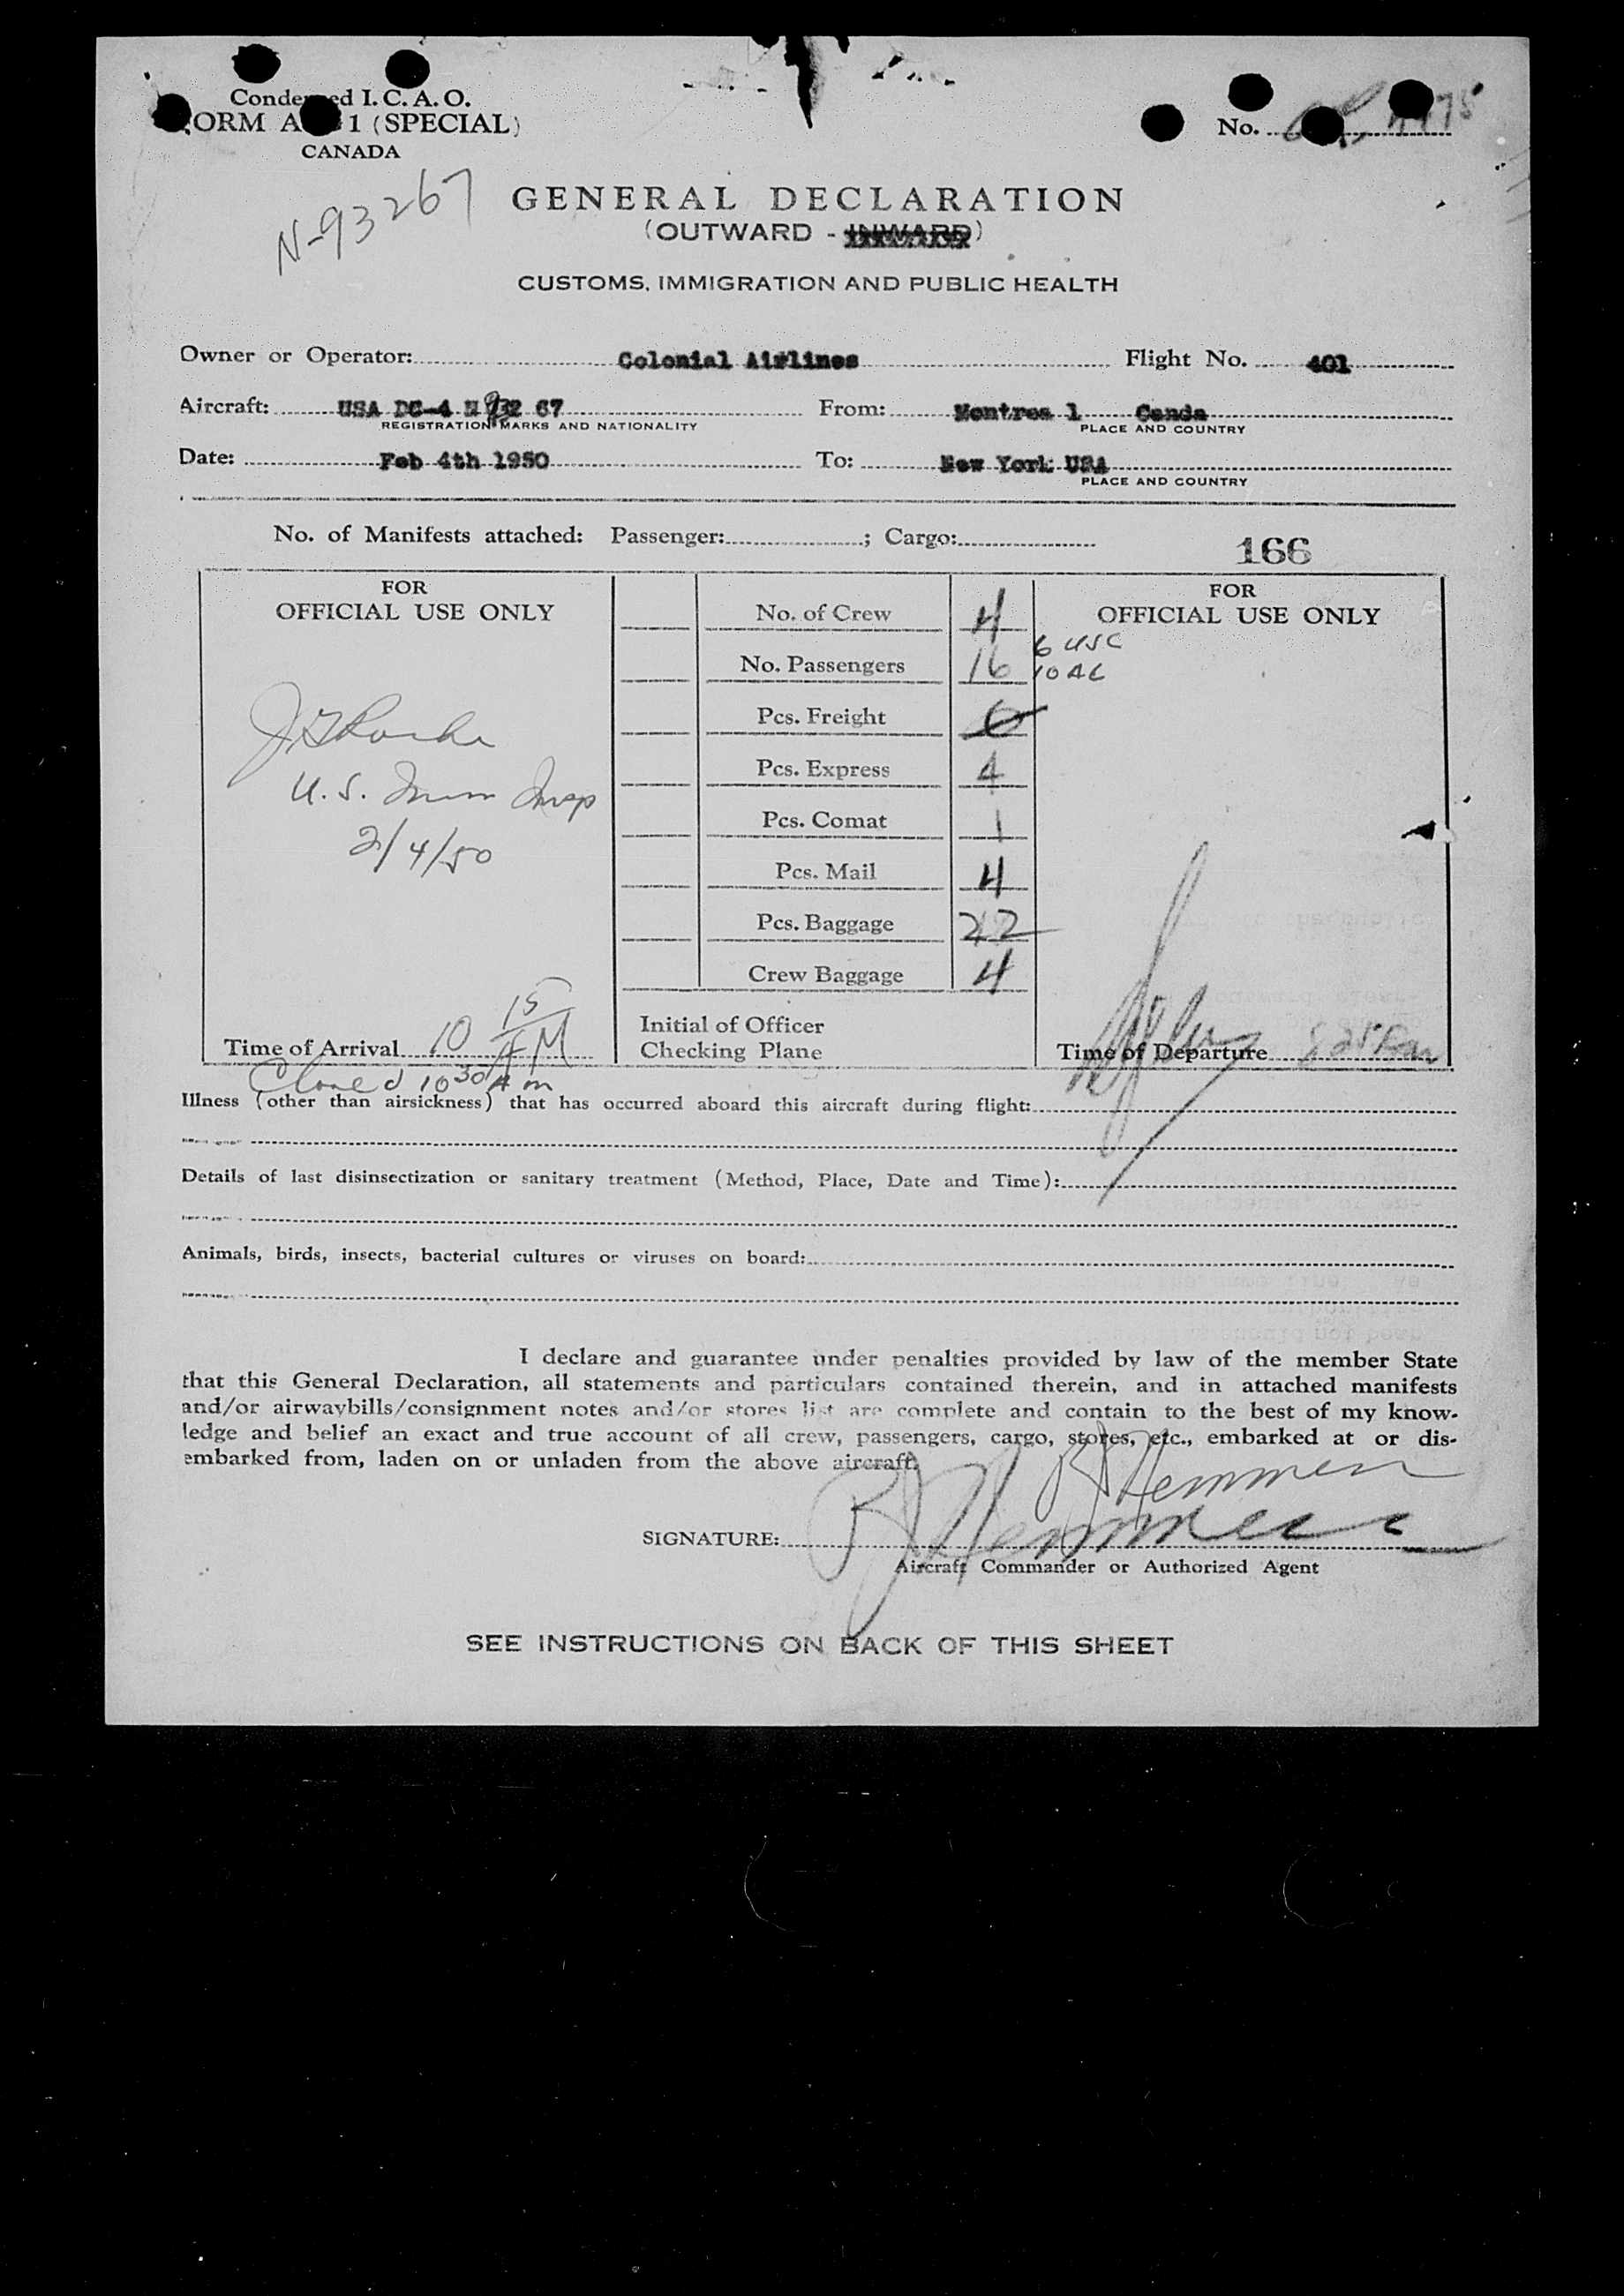 Condensed I. C. A. O.
FORM A 1 (SPECIAL)
CANADA
No. 
N-93267
GENERAL DECLARATION
(OUTWARD - INWARD)
CUSTOMS, IMMIGRATION AND PUBLIC HEALTH
Owner or Operator: Colonial Airlines Flight No. 401
Aircraft: USA DC-4 N 932 67 From: Montrea l Canda
REGISTRATION MARKS AND NATIONALITY PLACE AND COUNTRY
Date: Feb 4th 1950 To: New York USA
PLACE AND COUNTRY
No. of Manifests attached: Passenger: ; Cargo:
166
FOR
OFFICIAL USE ONLY
U. S. Imm Insp
2/4/50
Time of Arrival 10 15 AM
Closed 10 30 A m
No. of Crew 4
No. Passengers 16
Pcs. Freight
Pcs. Express 4
Pcs. Comat 1
Pcs. Mail 4
Pcs. Baggage 22
Crew Baggage 4
Initial of Officer
Checking Plane
FOR
OFFICIAL USE ONLY
6 USC
10 AL
Time of Departure
Illness (other than airsickness) that has occurred aboard this aircraft during flight:
Details of last disinsectization or sanitary treatment (Method, Place, Date and Time):
Animals, birds, insects, bacterial cultures or viruses on board:
I declare and guarantee under penalties provided by law of the member State
that this General Declaration, all statements and particulars contained therein, and in attached manifests
and/or airwaybills/consignment notes and/or stores list are complete and contain to the best of my know-
ledge and belief an exact and true account of all crew, passengers, cargo, stores, etc., embarked at or dis-
embarked from, laden on or unladen from the above aircraft.
R J Hemmen
SIGNATURE: R J Hemmen
Aircraft Commander or Authorized Agent
SEE INSTRUCTIONS ON BACK OF THIS SHEET